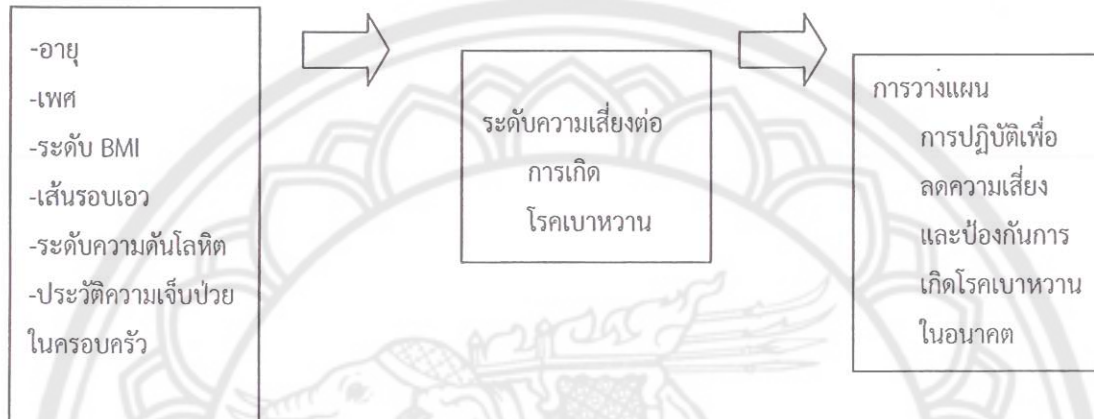 -อายุ
-เพศ
-ระดับ BMI
-เส้นรอบเอว
-ระดับความดันโลหิต
-ประวัติความเจ็บป่วย
ในครอบครัว
ระดับความเสี่ยงต่อ
การเกิด
โรคเบาหวาน
การวางแผน
การปฏิบัติเพื่อ
ลดความเสี่ยง
และป้องกันการ
เกิดโรคเบาหวาน
ในอนาคต